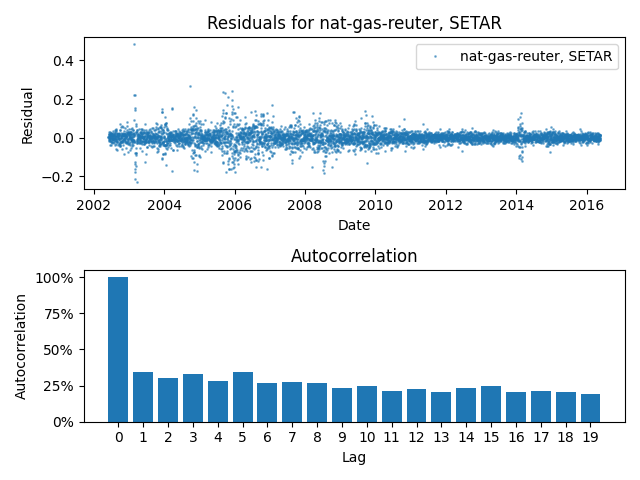 Residuals for nat-gas-reuter, SETAR
nat-gas-reuter, SETAR
Residual
0.4
0.2
0.0
−0.2
2002 2004 2006 2008 2010 2012 2014 2016
Date
Autocorrelation
Autocorrelation
100%
75%
50%
25%
0%
0 1 2 3 4 5 6 7 8 9 10 11 12 13 14 15 16 17 18 19
Lag